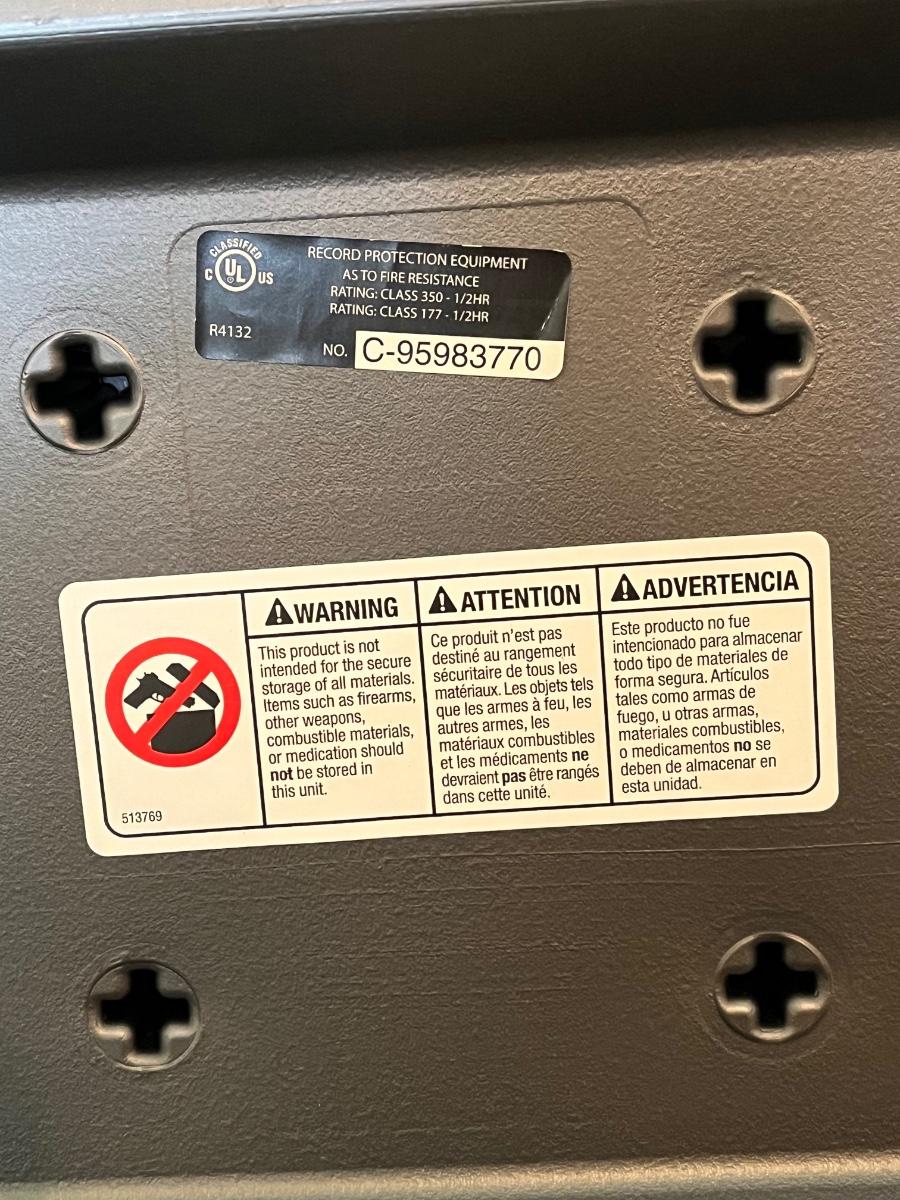 CLASSIFIED
C UL US
RECORD PROTECTION EQUIPMENT
AS TO FIRE RESISTANCE
RATING: CLASS 350 - 1/2HR
RATING: CLASS 177 - 1/2HR
R4132
NO. C-95983770
WARNING
This product is not
intended for the secure
storage of all materials.
Items such as firearms,
other weapons,
combustible materials,
or medication should
not be stored in
this unit.
ATTENTION
Ce produit n'est pas
destiné au rangement
sécuritaire de tous les
matériaux. Les objets tels
que les armes à feu, les
autres armes, les
matériaux combustibles
et les médicaments ne
devraient pas être rangés
dans cette unité.
ADVERTENCIA
Este producto no fue
intencionado para almacenar
todo tipo de materiales de
forma segura. Artículos
tales como armas de
fuego, u otras armas,
materiales combustibles,
o medicamentos no se
deben de almacenar en
esta unidad.
513769